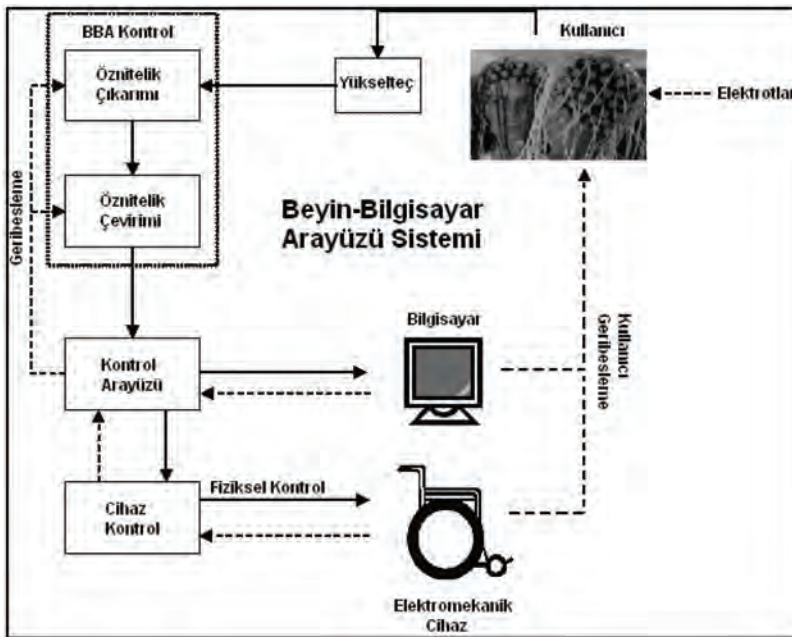 BBA Kontrol
Kullanıcı
Öznitelik
Çıkarımı
Yükselteç
Elektrotlar
Öznitelik
Çevirimi
Geribesleme
Beyin-Bilgisayar
Arayüzü Sistemi
Bilgisayar
Kullanıcı
Geribesleme
Kontrol
Arayüzü
Fiziksel Kontrol
Cihaz
Kontrol
Elektromekanik
Cihaz